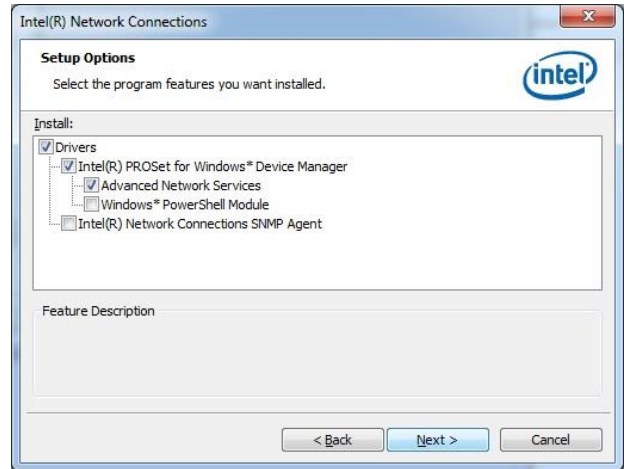 Intel(R) Network Connections
Setup Options
Select the program features you want installed.
intel
Install:
Drivers
Intel(R) PROSet for Windows* Device Manager
Advanced Network Services
Windows* PowerShell Module
Intel(R) Network Connections SNMP Agent
Feature Description
< Back
Next >
Cancel